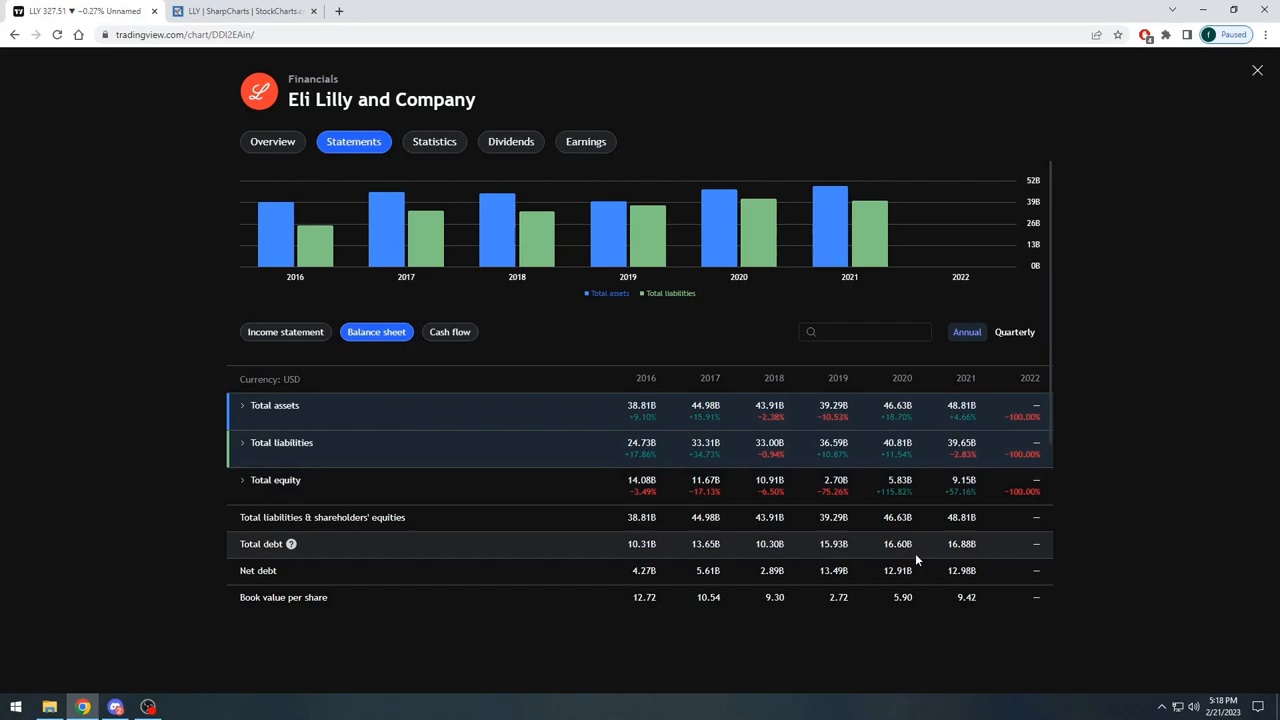 LLY 327.51 ▼ −0.27% Unnamed
LLY | SharpCharts | StockCharts.c
tradingview.com/chart/DDI2EAin/
4
f Paused
Financials
Eli Lilly and Company
Overview Statements Statistics Dividends Earnings
52B
39B
26B
13B
0B
2016 2017 2018 2019 2020 2021 2022
Total assets Total liabilities
Income statement Balance sheet Cash flow Annual Quarterly
Currency: USD 2016 2017 2018 2019 2020 2021 2022
Total assets 38.81B 44.98B 43.91B 39.29B 46.63B 48.81B —
+9.10% +15.91% −2.38% −10.53% +18.70% +4.66% −100.00%
Total liabilities 24.73B 33.31B 33.00B 36.59B 40.81B 39.65B —
+17.86% +34.73% −0.94% +10.87% +11.54% −2.83% −100.00%
Total equity 14.08B 11.67B 10.91B 2.70B 5.83B 9.15B —
−3.49% −17.13% −6.50% −75.26% +115.82% +57.16% −100.00%
Total liabilities & shareholders' equities 38.81B 44.98B 43.91B 39.29B 46.63B 48.81B —
Total debt ? 10.31B 13.65B 10.30B 15.93B 16.60B 16.88B —
Net debt 4.27B 5.61B 2.89B 13.49B 12.91B 12.98B —
Book value per share 12.72 10.54 9.30 2.72 5.90 9.42 —
5:18 PM
2/21/2023